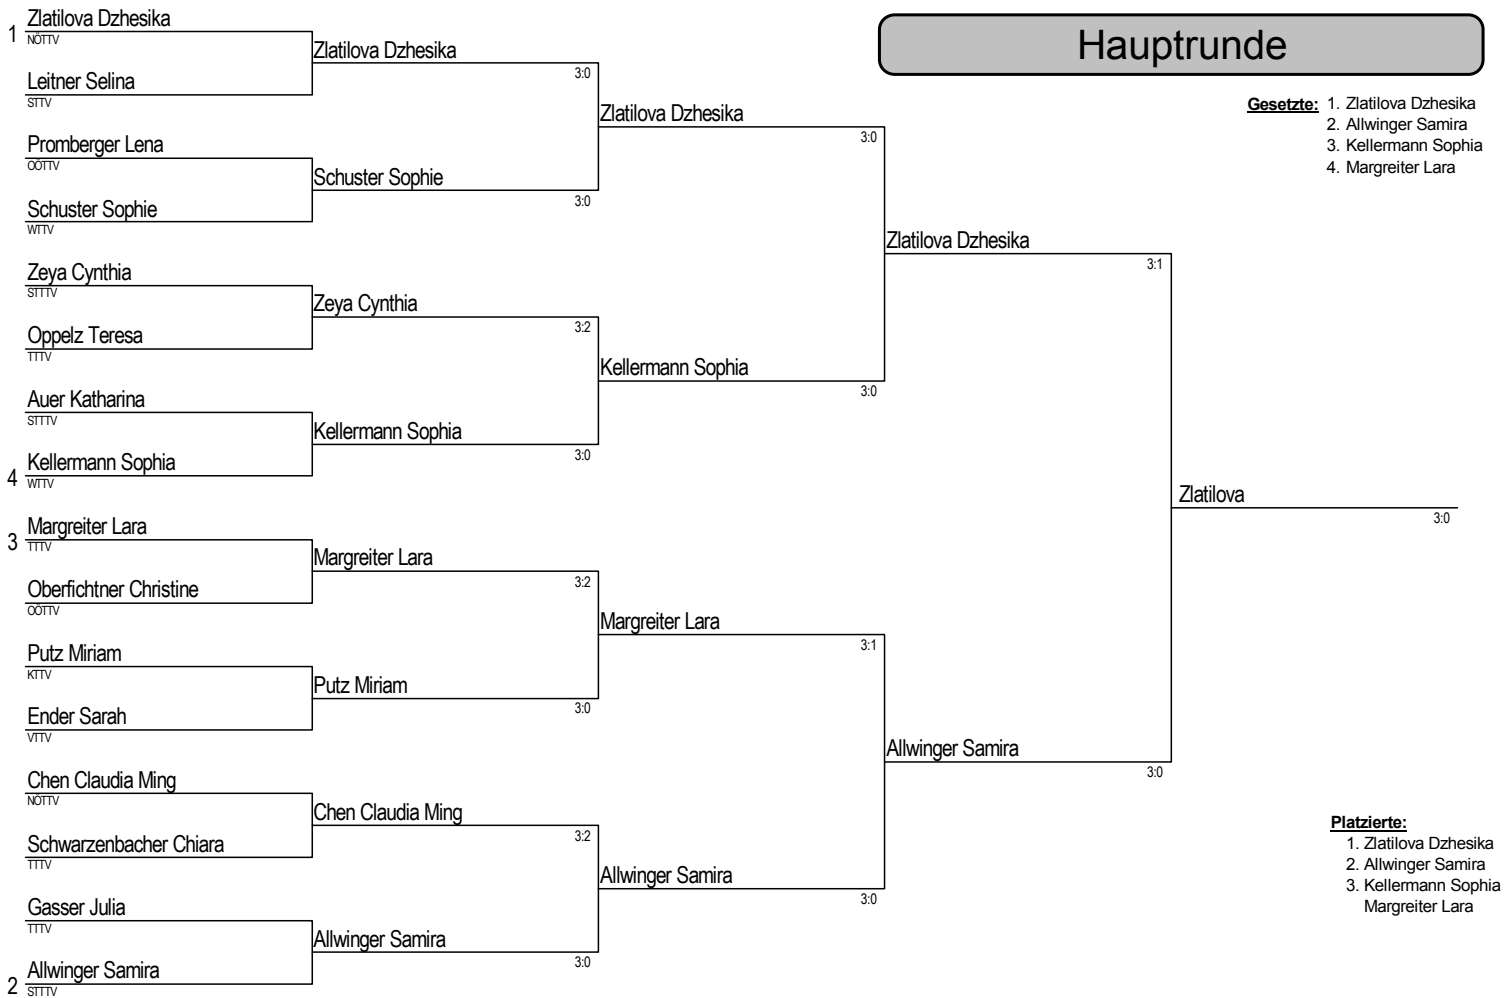 Hauptrunde
Gesetzte: 1. Zlatilova Dzhesika
2. Allwinger Samira
3. Kellermann Sophia
4. Margreiter Lara
1
Zlatilova Dzhesika
NÖTTV
Leitner Selina
STTV
Promberger Lena
OÖTTV
Schuster Sophie
WTTV
Zeya Cynthia
STTTV
Oppelz Teresa
TTTV
Auer Katharina
STTTV
4
Kellermann Sophia
WTTV
3
Margreiter Lara
TTTV
Oberfichtner Christine
OÖTTV
Putz Miriam
KTTV
Ender Sarah
VTTV
Chen Claudia Ming
NÖTTV
Schwarzenbacher Chiara
TTTV
Gasser Julia
TTTV
2
Allwinger Samira
STTTV
Zlatilova Dzhesika
3:0
Schuster Sophie
3:0
Zeya Cynthia
3:2
Kellermann Sophia
3:0
Margreiter Lara
3:2
Putz Miriam
3:0
Chen Claudia Ming
3:2
Allwinger Samira
3:0
Zlatilova Dzhesika
3:0
Kellermann Sophia
3:0
Margreiter Lara
3:1
Allwinger Samira
3:0
Zlatilova Dzhesika
3:1
Allwinger Samira
3:0
Zlatilova
3:0
Platzierte:
1. Zlatilova Dzhesika
2. Allwinger Samira
3. Kellermann Sophia
Margreiter Lara